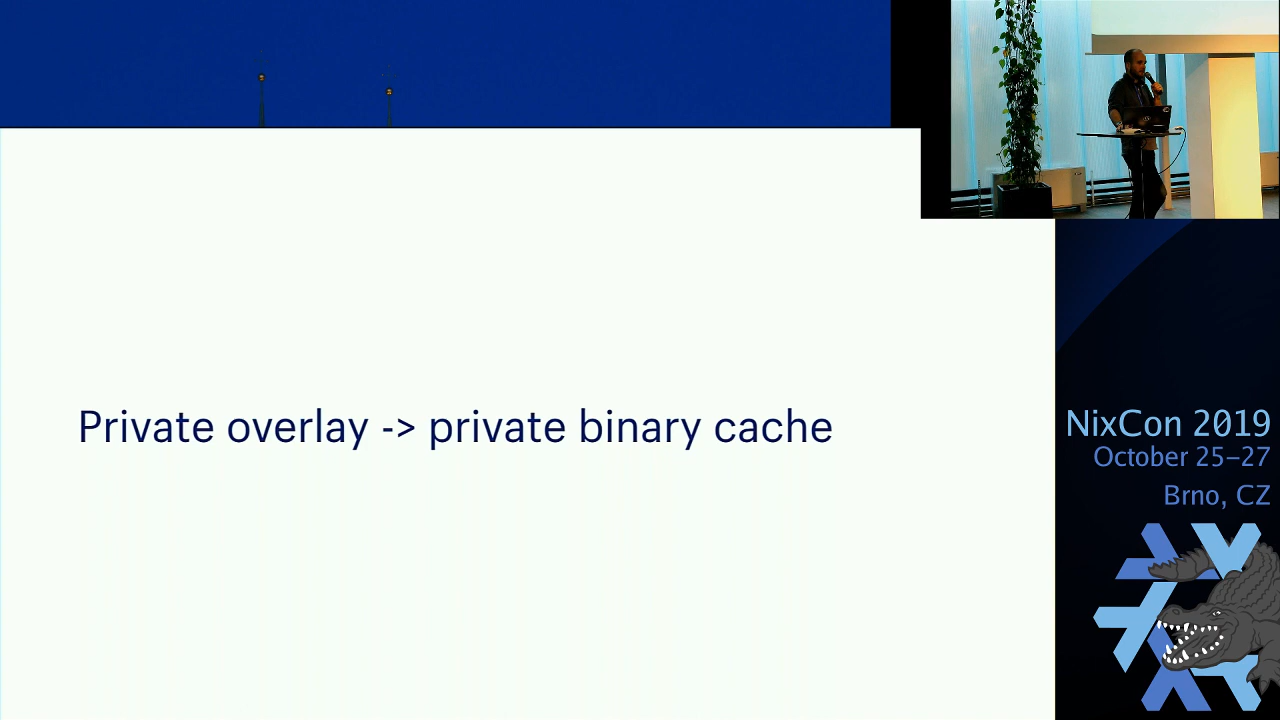 Private overlay -> private binary cache
NixCon 2019
October 25–27
Brno, CZ